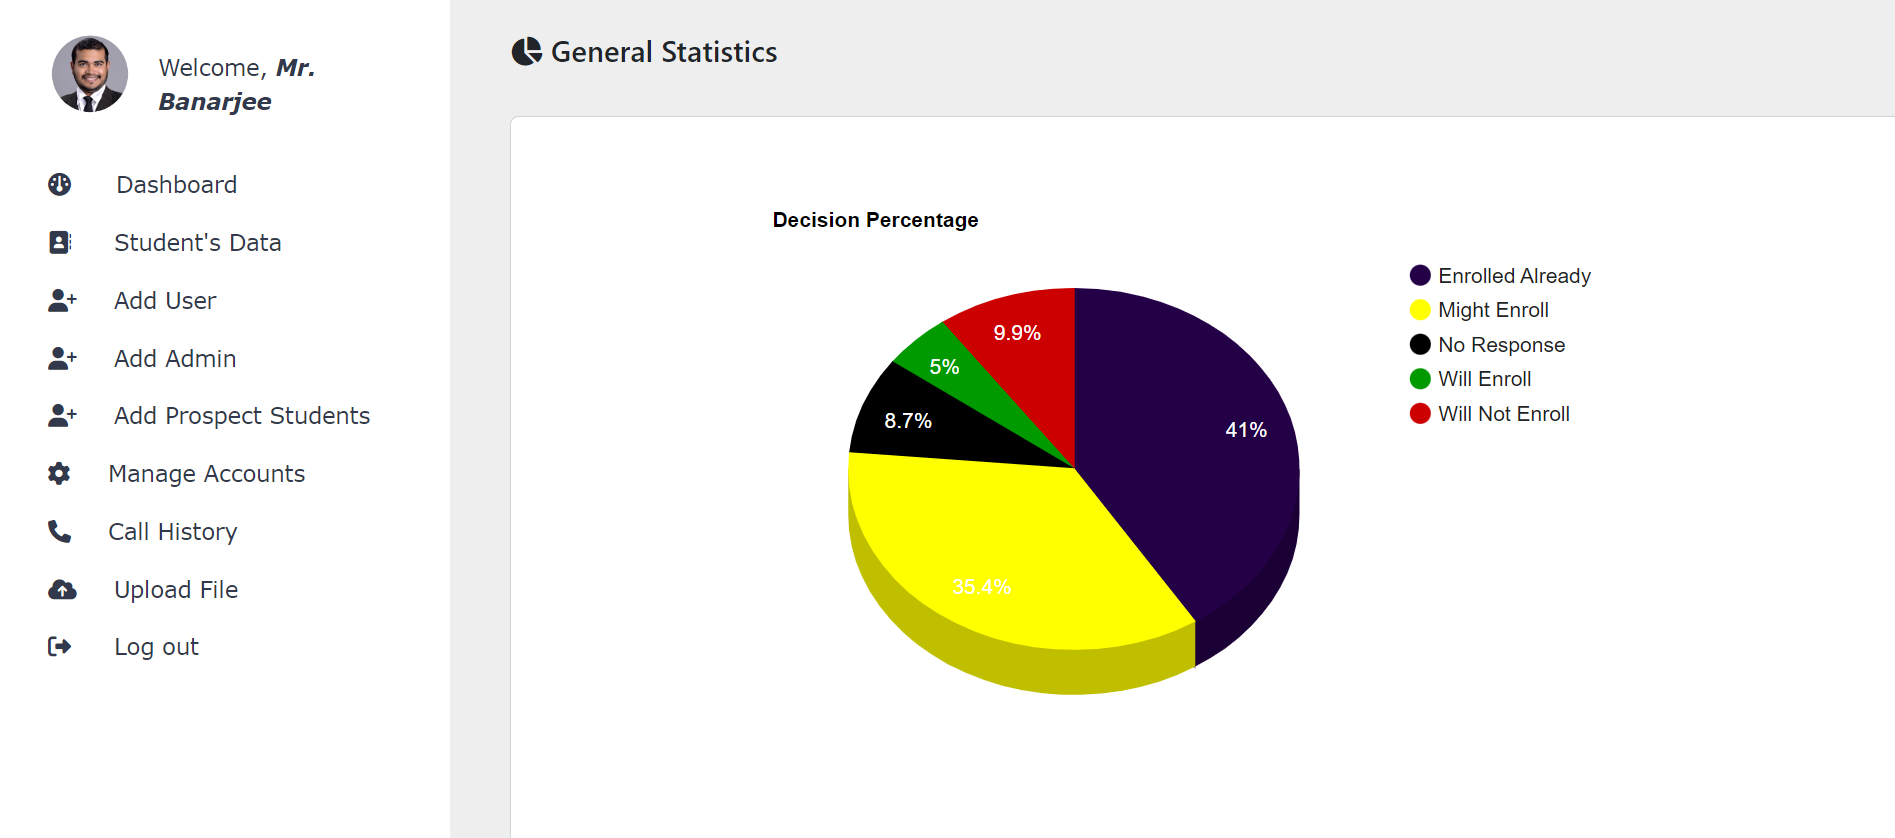 Welcome, Mr.
Banarjee
Dashboard
Student's Data
Add User
Add Admin
Add Prospect Students
Manage Accounts
Call History
Upload File
Log out
General Statistics
Decision Percentage
Enrolled Already
Might Enroll
No Response
Will Enroll
Will Not Enroll
9.9%
5%
8.7%
41%
35.4%